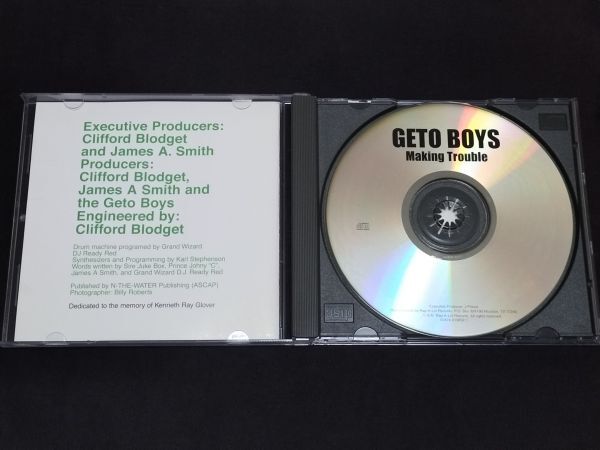 Executive Producers:
Clifford Blodget
and James A. Smith
Producers:
Clifford Blodget,
James A Smith and
the Geto Boys
Engineered by:
Clifford Blodget
Drum machine programed by Grand Wizard
DJ Ready Red
Synthesizers and Programming by Karl Stephenson
Words written by Sire Juke Box, Prince Johny "C",
James A Smith, and Grand Wizard D.J. Ready Red
Published by N-THE-WATER Publishing (ASCAP)
Photographer: Billy Roberts
Dedicated to the memory of Kenneth Ray Glover
GETO BOYS
Making Trouble